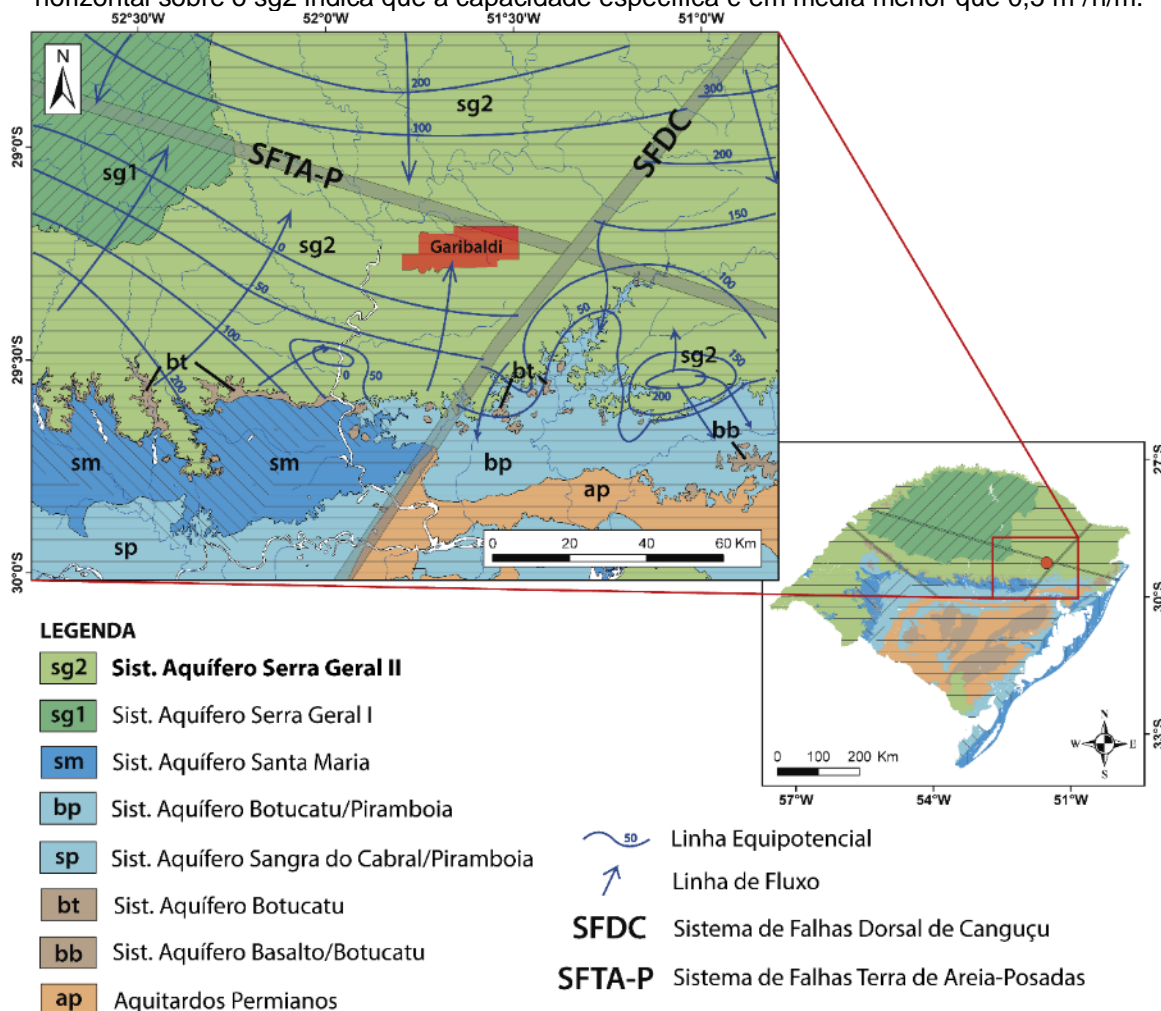 horizontal sobre o sg2 indica que a capacidade específica é em média menor que 0,5 m³/h/m.
52°30'W 52°0'W 51°30'W 51°0'W
N
29°0'S
29°30'S
30°0'S
200
sg2
300
100
SFDC
200
sg1
SFTA-P
150
sg2
Garibaldi
0
50
100
50
100
bt
0
50
sg2
150
200
bt
200
bb
sm
sm
bp
ap
sp
0 20 40 60 Km
27°S
30°S
33°S
N
W E
S
0 100 200 Km
57°W 54°W 51°W
LEGENDA
sg2 Sist. Aquífero Serra Geral II
sg1 Sist. Aquífero Serra Geral I
sm Sist. Aquífero Santa Maria
bp Sist. Aquífero Botucatu/Piramboia
sp Sist. Aquífero Sangra do Cabral/Piramboia
bt Sist. Aquífero Botucatu
bb Sist. Aquífero Basalto/Botucatu
ap Aquitardos Permianos
50 Linha Equipotencial
Linha de Fluxo
SFDC Sistema de Falhas Dorsal de Canguçu
SFTA-P Sistema de Falhas Terra de Areia-Posadas